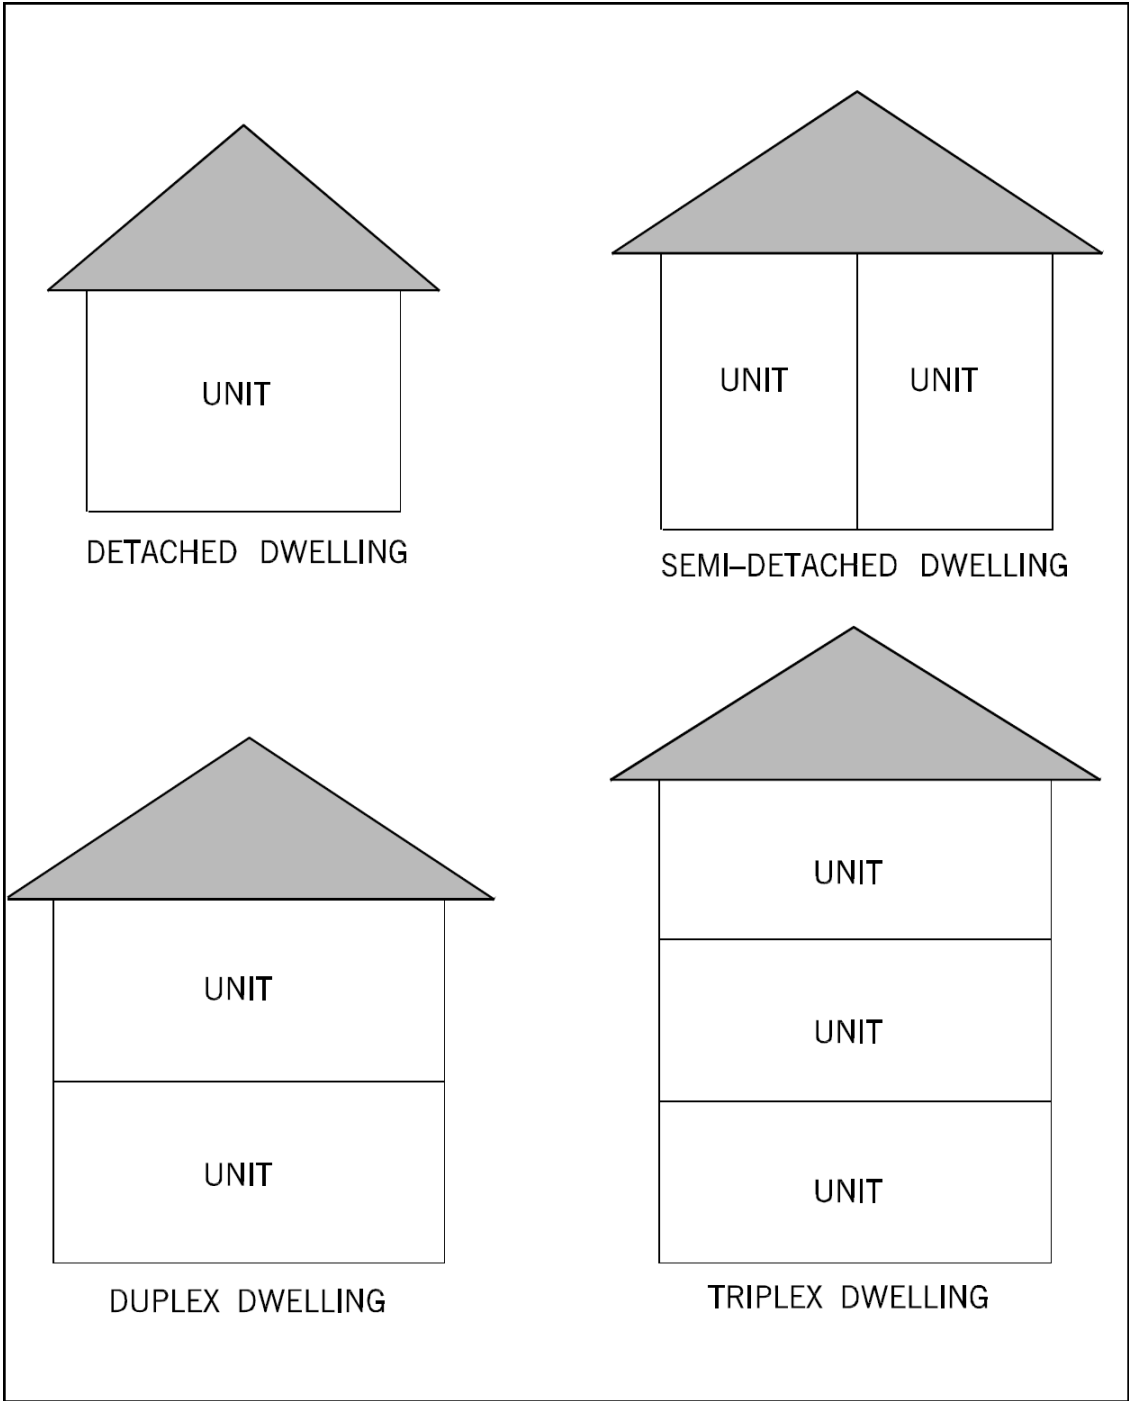 UNIT
DETACHED DWELLING
UNIT UNIT
SEMI–DETACHED DWELLING
UNIT
UNIT
DUPLEX DWELLING
UNIT
UNIT
UNIT
TRIPLEX DWELLING